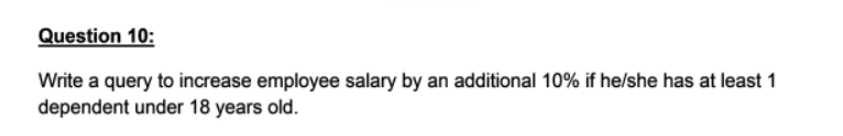 Question 10:
Write a query to increase employee salary by an additional 10% if he/she has at least 1
dependent under 18 years old.